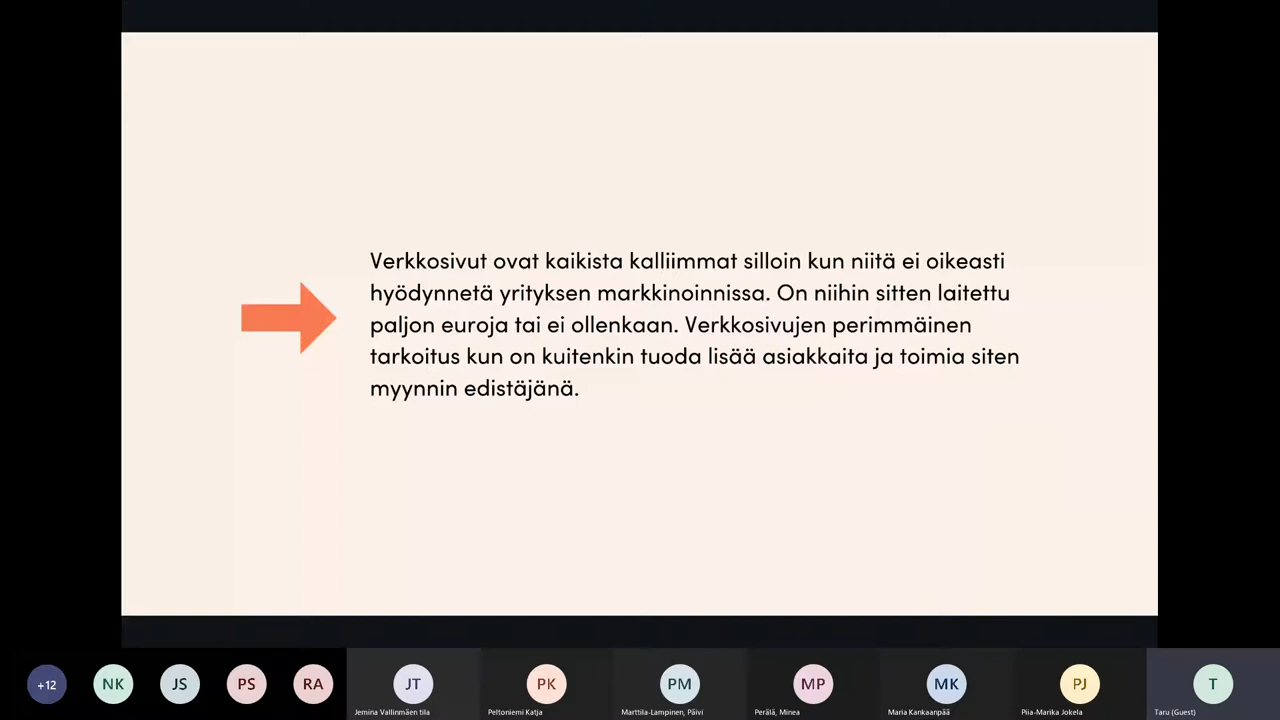 Verkkosivut ovat kaikista kalliimmat silloin kun niitä ei oikeasti
hyödynnetä yrityksen markkinoinnissa. On niihin sitten laitettu
paljon euroja tai ei ollenkaan. Verkkosivujen perimmäinen
tarkoitus kun on kuitenkin tuoda lisää asiakkaita ja toimia siten
myynnin edistäjänä.
+12
NK
JS
PS
RA
JT
PK
PM
MP
MK
PJ
T
Jemina Vallinmäen tila
Peltoniemi Katja
Marttila-Lampinen, Päivi
Perälä, Minea
Maria Kankaanpää
Piia-Marika Jokela
Taru (Guest)